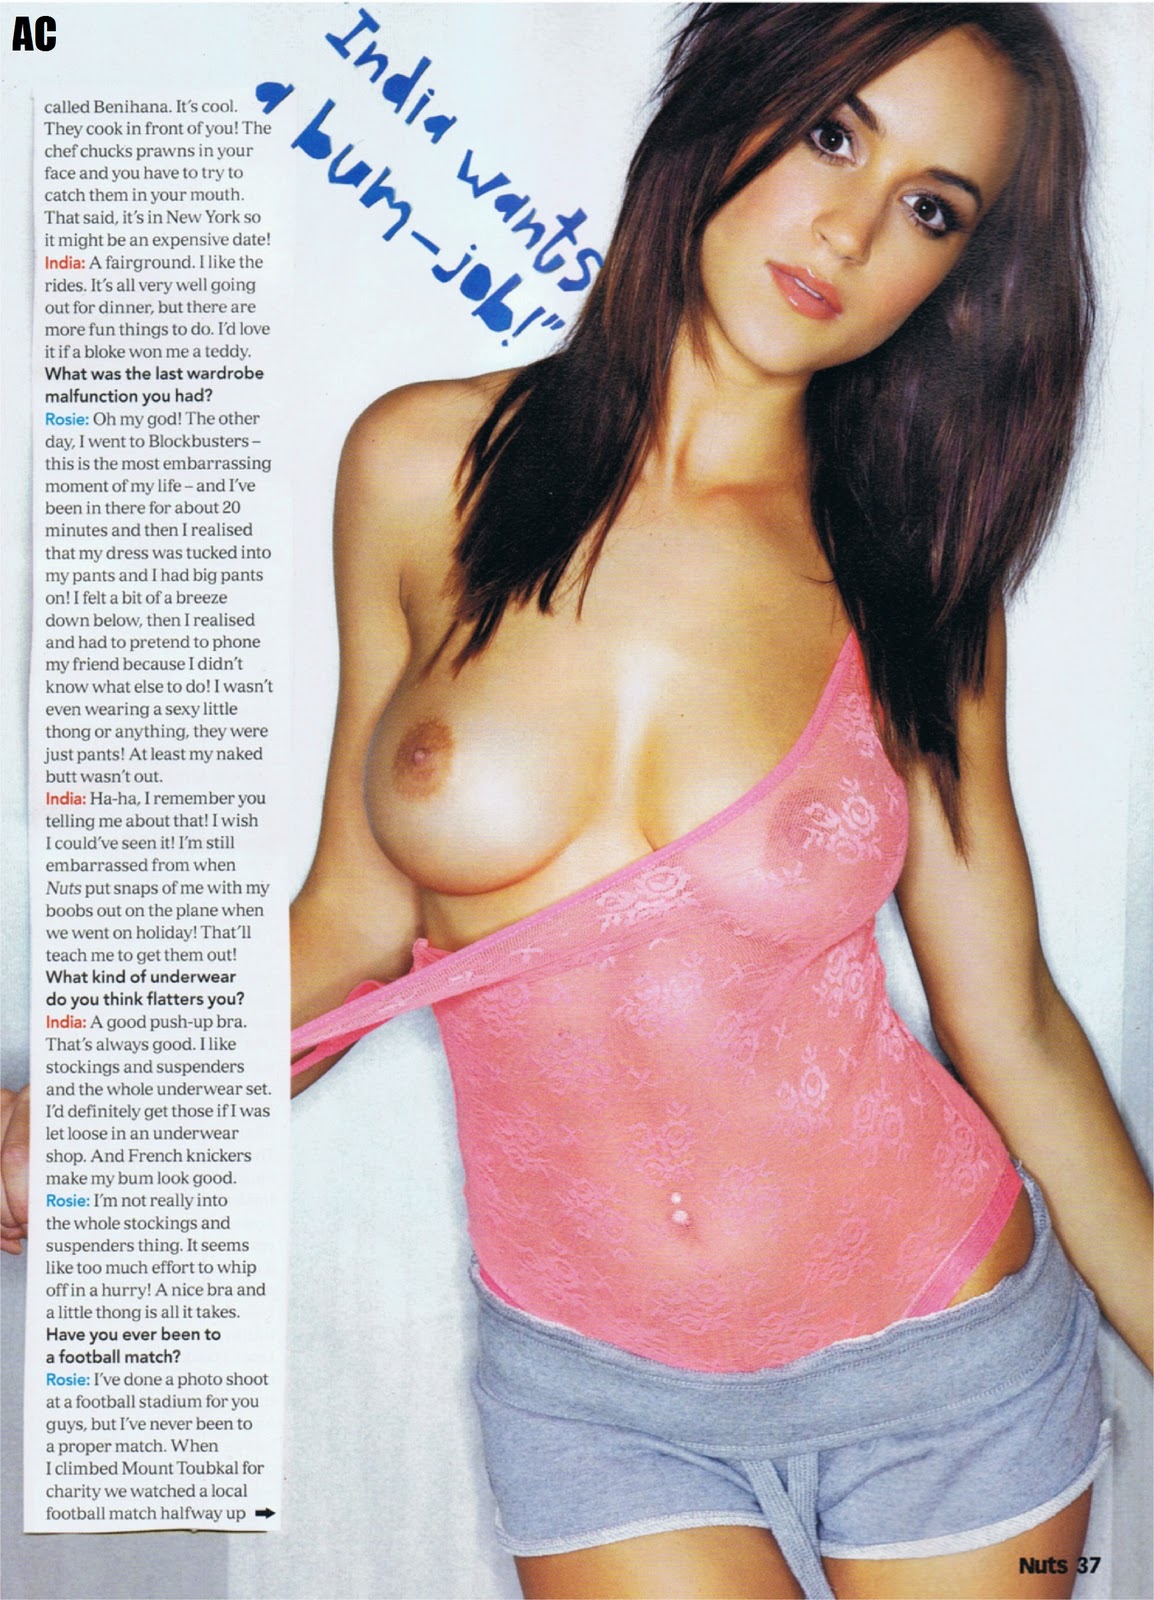 AC
India wants
a bum-job!"
called Benihana. It's cool.
They cook in front of you! The
chef chucks prawns in your
face and you have to try to
catch them in your mouth.
That said, it's in New York so
it might be an expensive date!
India: A fairground. I like the
rides. It's all very well going
out for dinner, but there are
more fun things to do. I'd love
it if a bloke won me a teddy.
What was the last wardrobe
malfunction you had?
Rosie: Oh my god! The other
day, I went to Blockbusters –
this is the most embarrassing
moment of my life – and I've
been in there for about 20
minutes and then I realised
that my dress was tucked into
my pants and I had big pants
on! I felt a bit of a breeze
down below, then I realised
and had to pretend to phone
my friend because I didn't
know what else to do! I wasn't
even wearing a sexy little
thong or anything, they were
just pants! At least my naked
butt wasn't out.
India: Ha-ha, I remember you
telling me about that! I wish
I could've seen it! I'm still
embarrassed from when
Nuts put snaps of me with my
boobs out on the plane when
we went on holiday! That'll
teach me to get them out!
What kind of underwear
do you think flatters you?
India: A good push-up bra.
That's always good. I like
stockings and suspenders
and the whole underwear set.
I'd definitely get those if I was
let loose in an underwear
shop. And French knickers
make my bum look good.
Rosie: I'm not really into
the whole stockings and
suspenders thing. It seems
like too much effort to whip
off in a hurry! A nice bra and
a little thong is all it takes.
Have you ever been to
a football match?
Rosie: I've done a photo shoot
at a football stadium for you
guys, but I've never been to
a proper match. When
I climbed Mount Toubkal for
charity we watched a local
football match halfway up →
Nuts 37